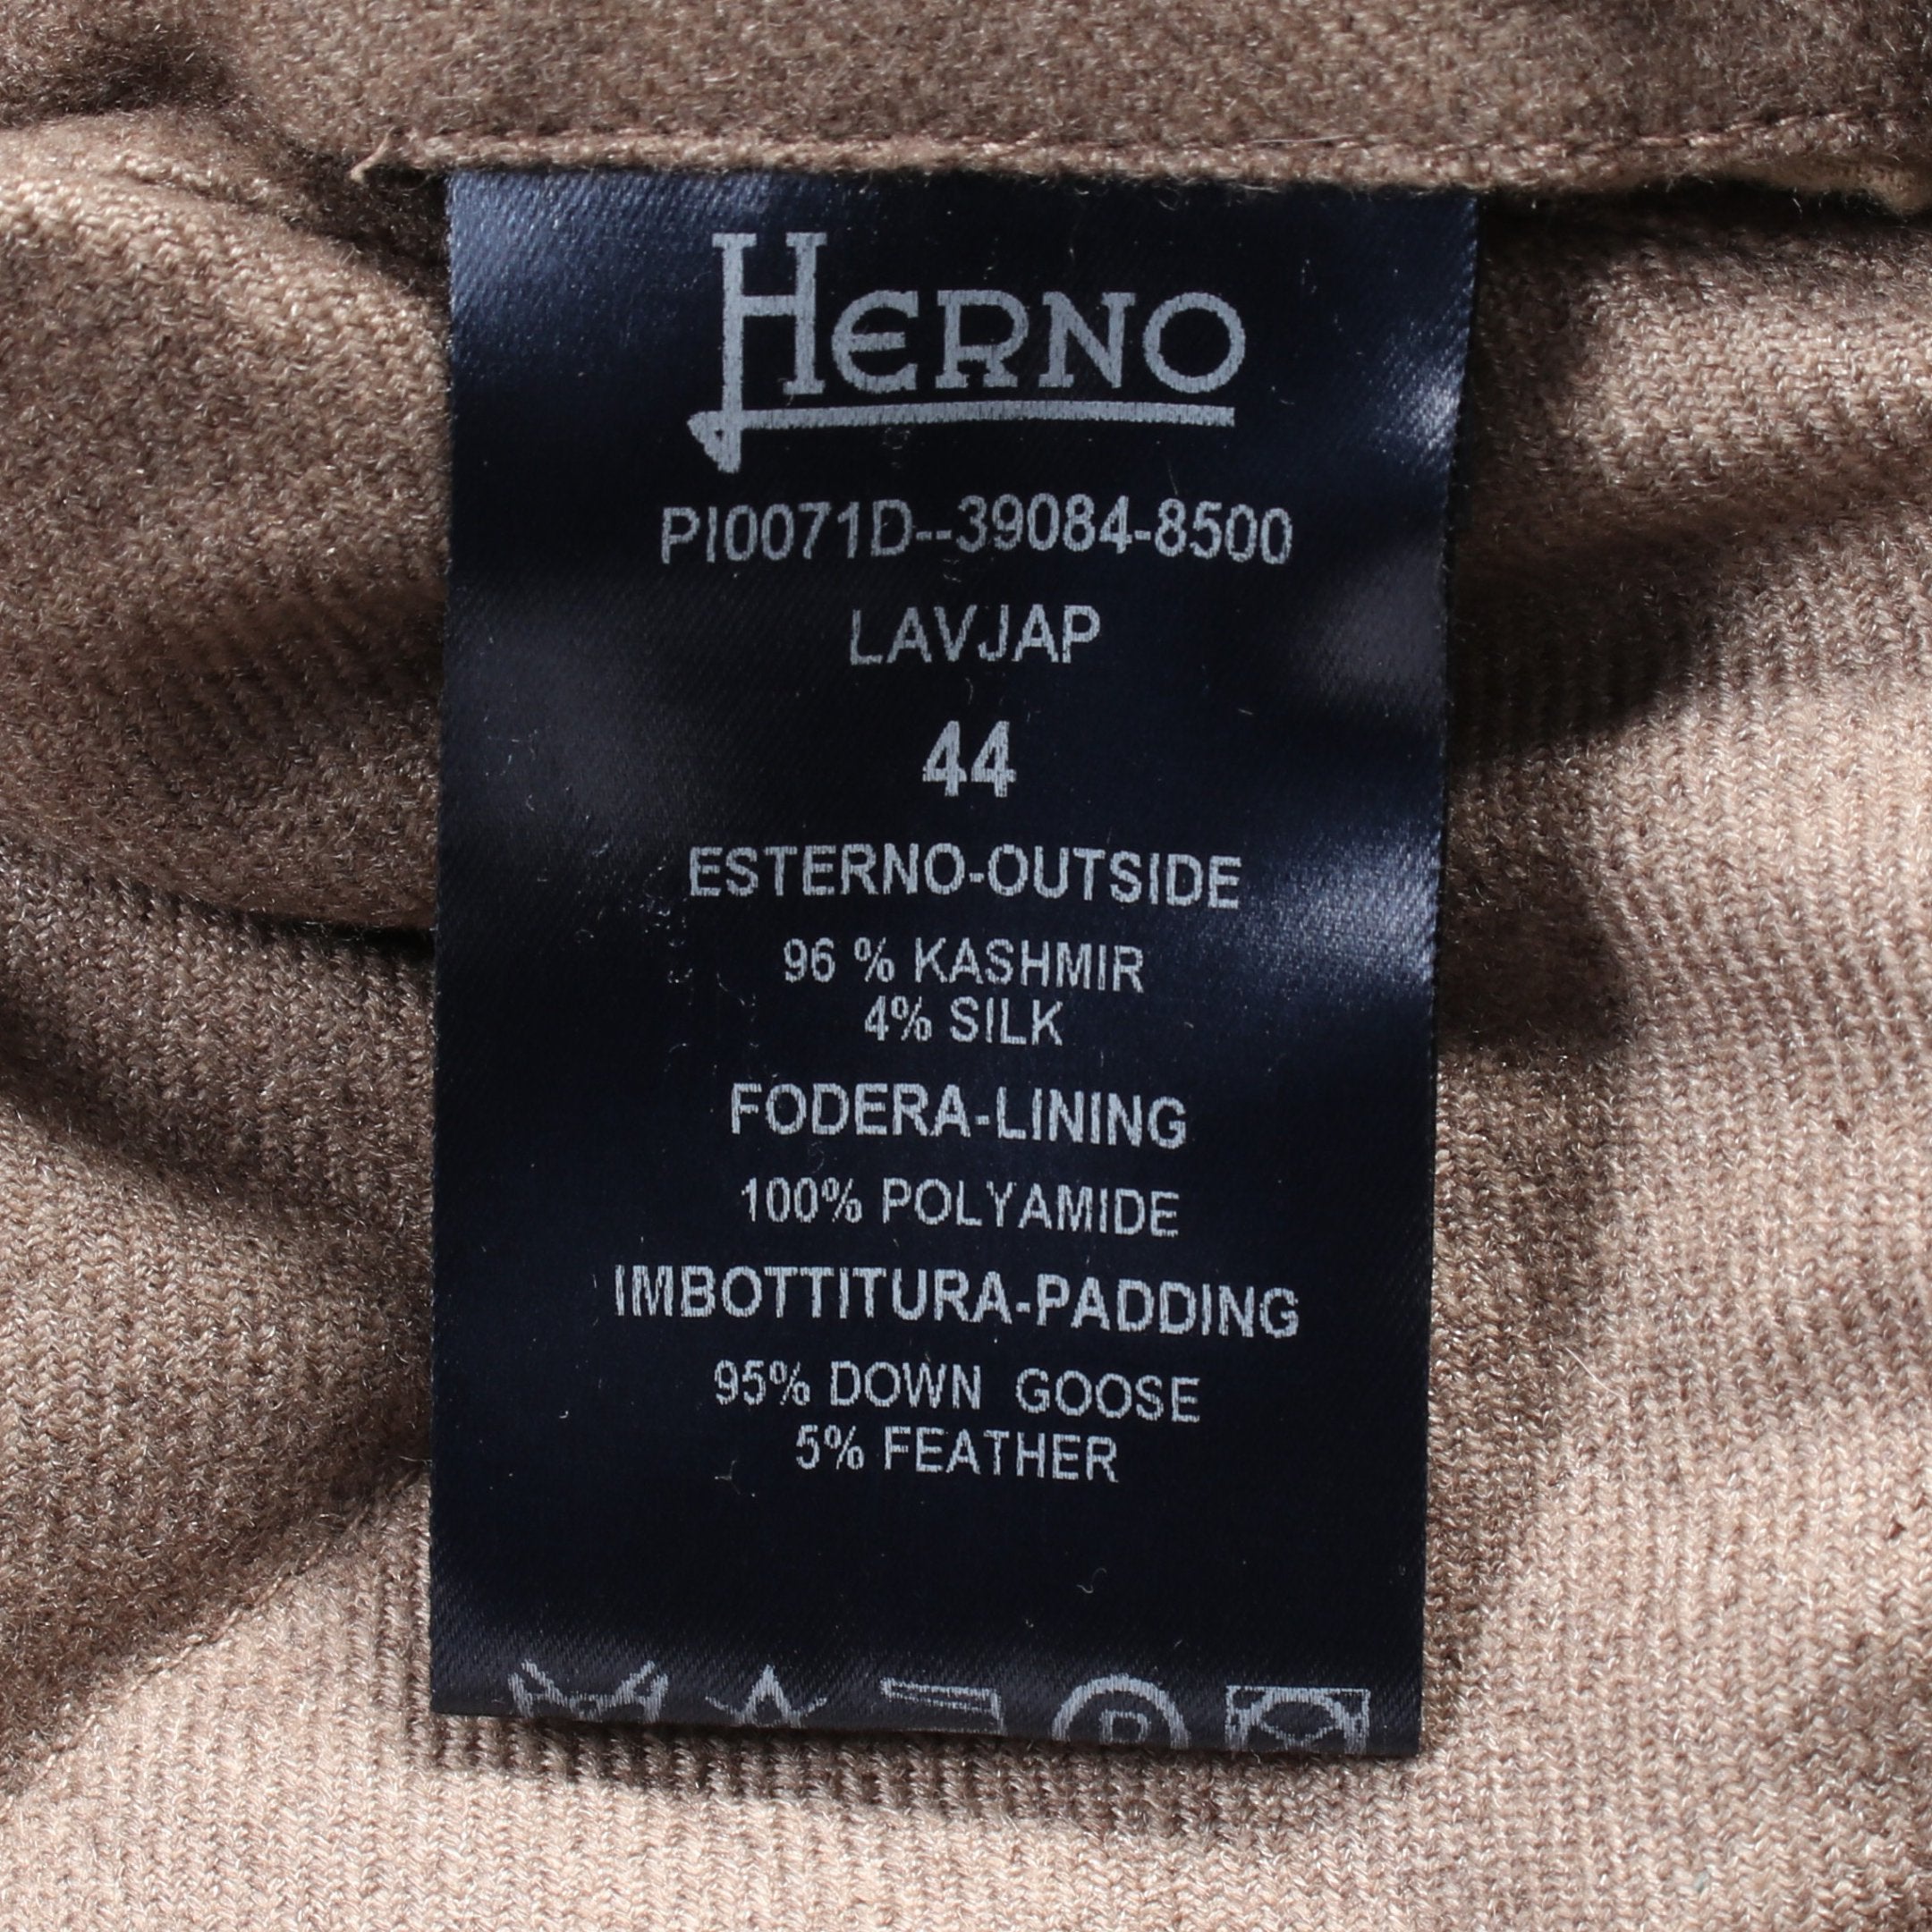 HERNO
PI0071D--39084-8500
LAVJAP
44
ESTERNO-OUTSIDE
96 % KASHMIR
4% SILK
FODERA-LINING
100% POLYAMIDE
IMBOTTITURA-PADDING
95% DOWN GOOSE
5% FEATHER
P